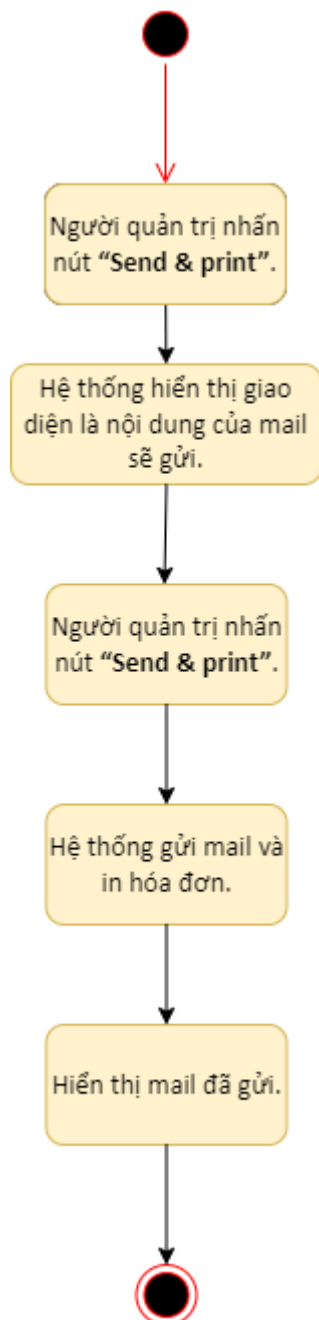 Người quản trị nhấn
nút “Send & print”.
Hệ thống hiển thị giao
diện là nội dung của mail
sẽ gửi.
Người quản trị nhấn
nút “Send & print”.
Hệ thống gửi mail và
in hóa đơn.
Hiển thị mail đã gửi.